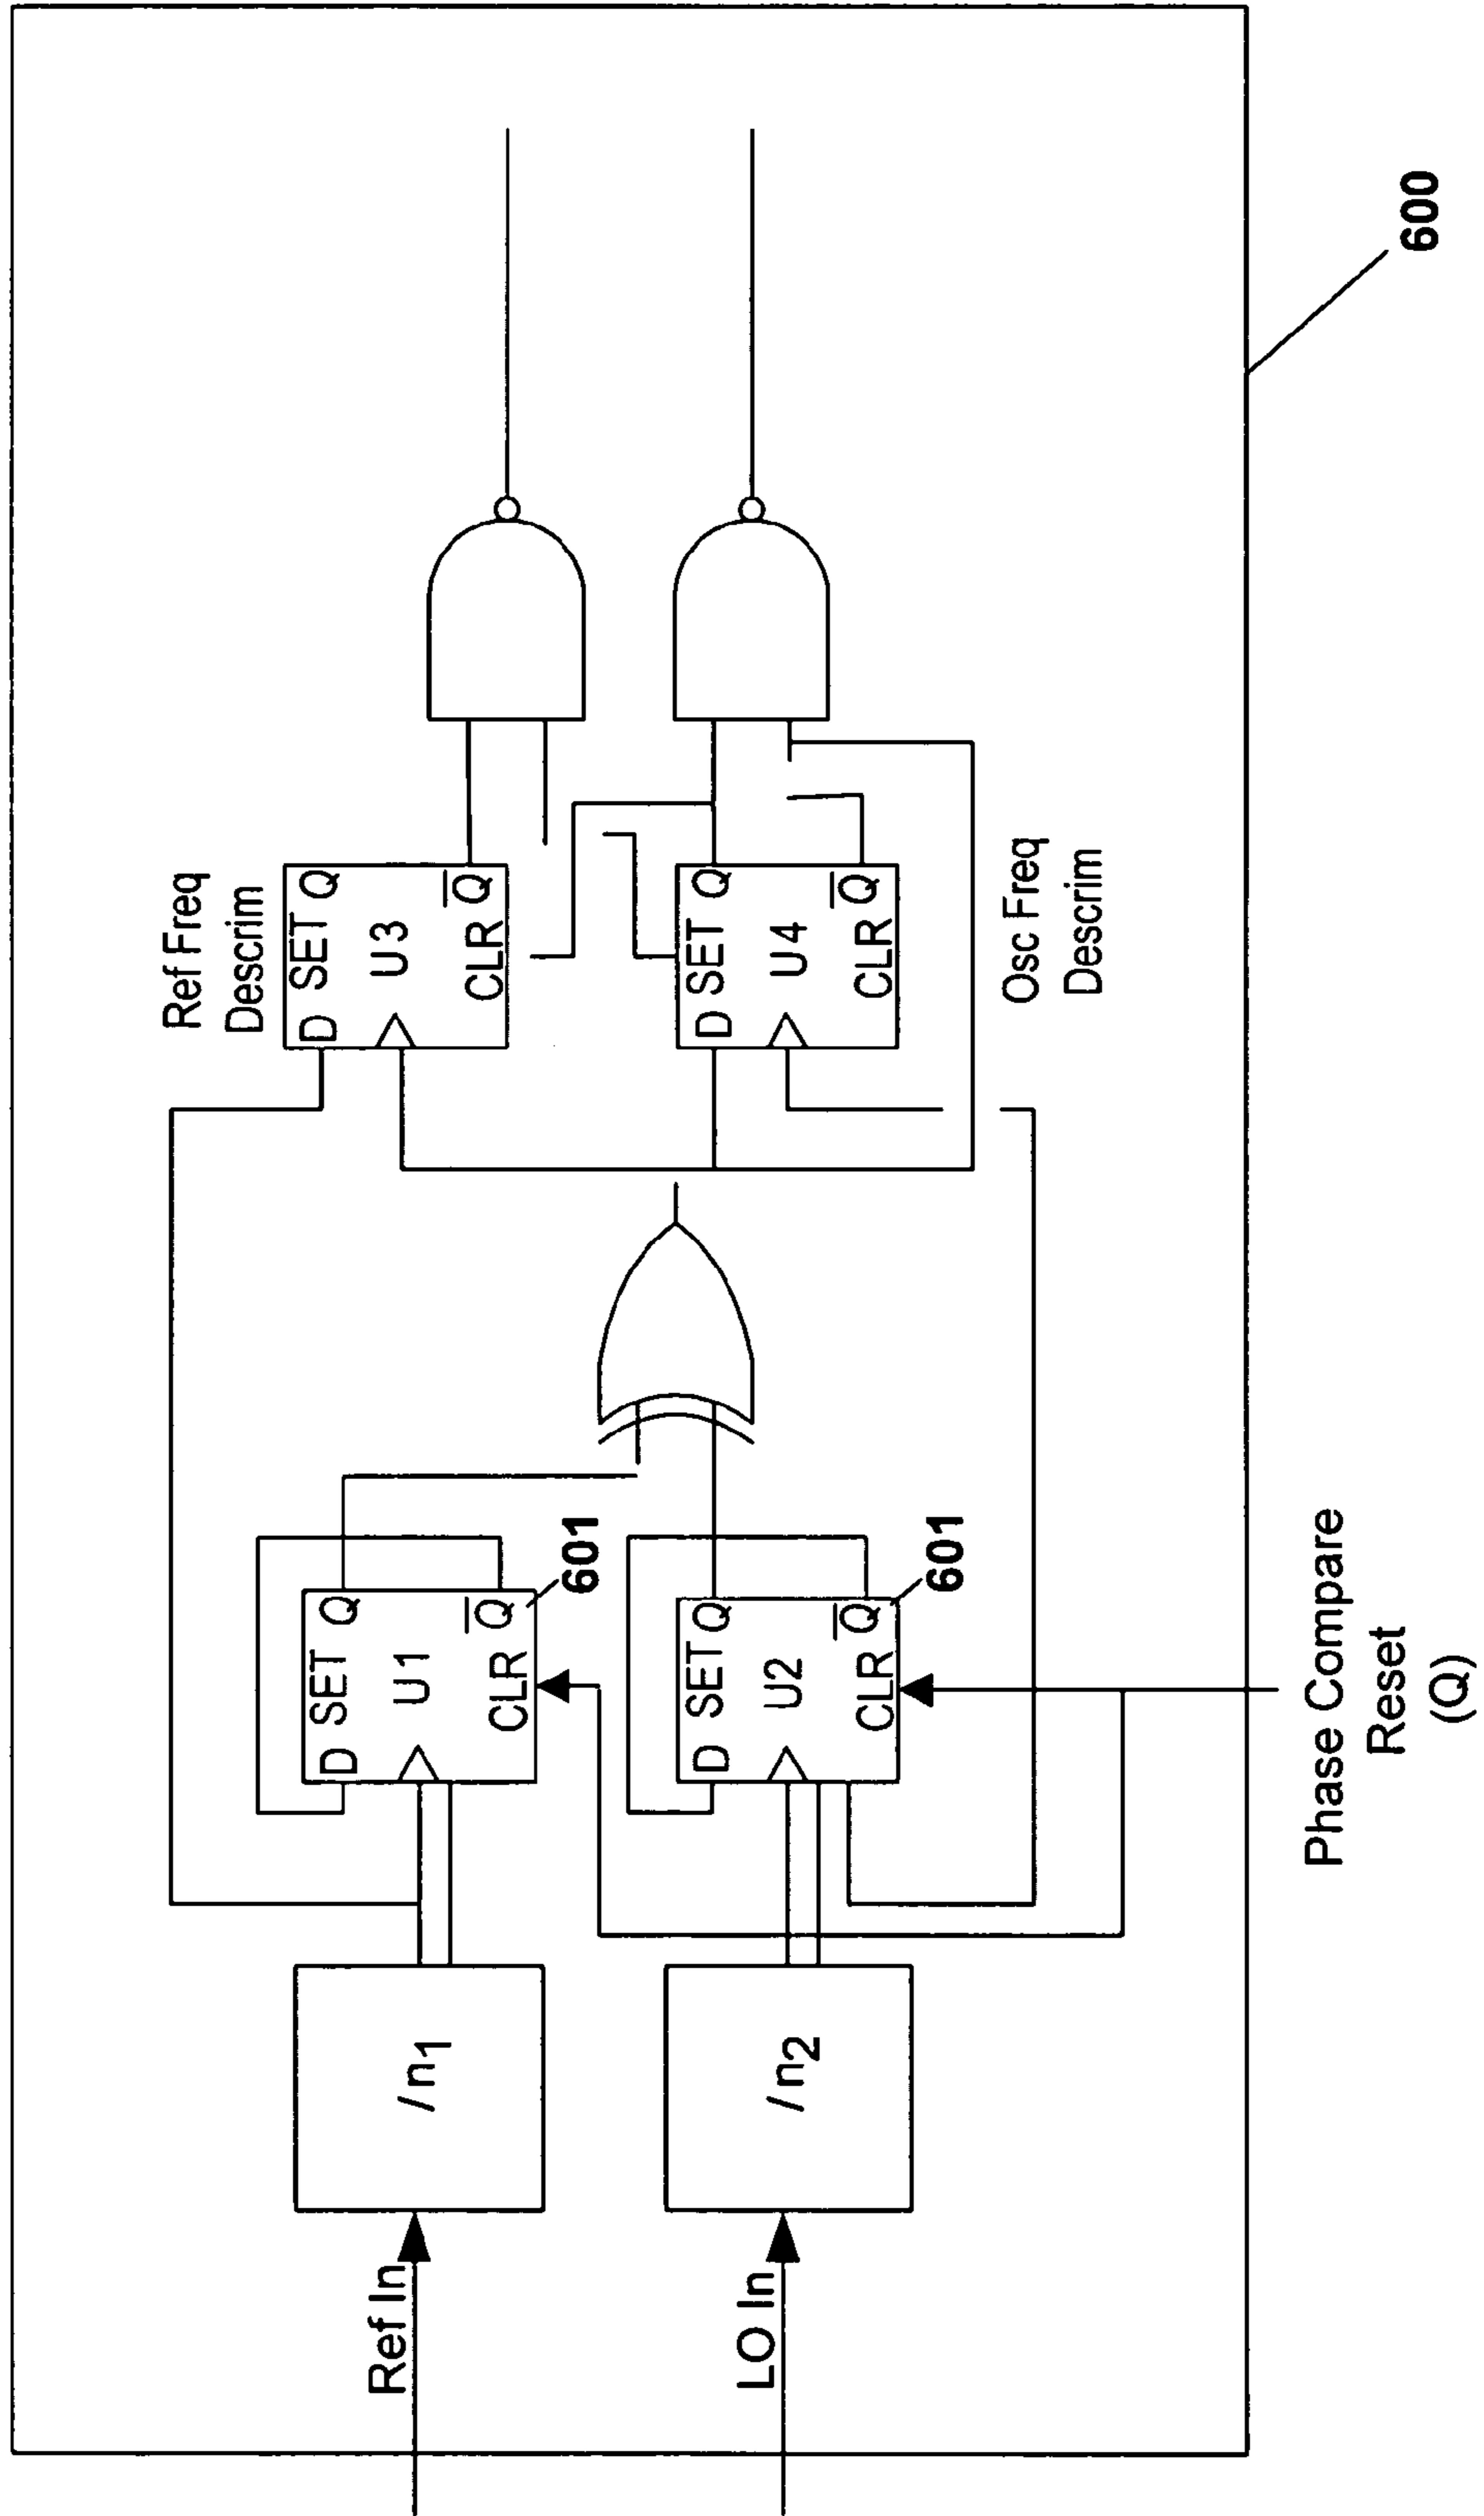 Ref In
LO In
/n1
/n2
D SET Q
U1
CLR Q
601
D SET Q
U2
CLR Q
601
Ref Freq
Descrim
D SET Q
U3
CLR Q
D SET Q
U4
CLR Q
Osc Freq
Descrim
Phase Compare
Reset
(Q)
600